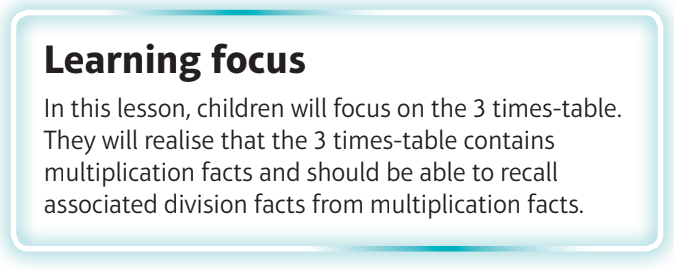 Learning focus
In this lesson, children will focus on the 3 times-table.
They will realise that the 3 times-table contains
multiplication facts and should be able to recall
associated division facts from multiplication facts.